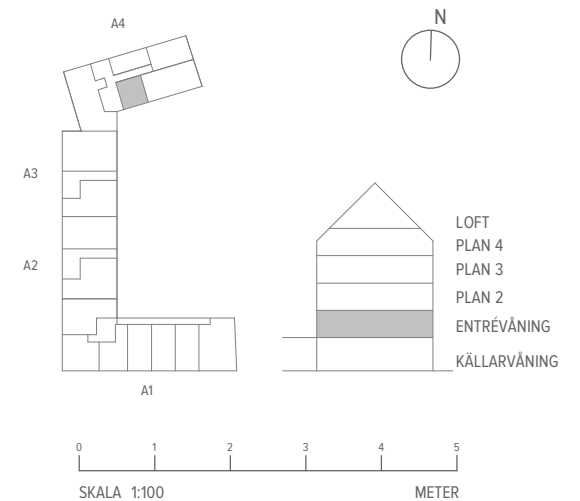 A4
N
A3
A2
A1
LOFT
PLAN 4
PLAN 3
PLAN 2
ENTRÉVÅNING
KÄLLARVÅNING
0 1 2 3 4 5
SKALA 1:100 METER